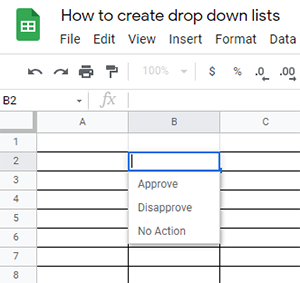 How to create drop down lists
File Edit View Insert Format Data
100% $ % .0 .00
B2 fx
A B C
1
2
3 Approve
4 Disapprove
5
6 No Action
7
8